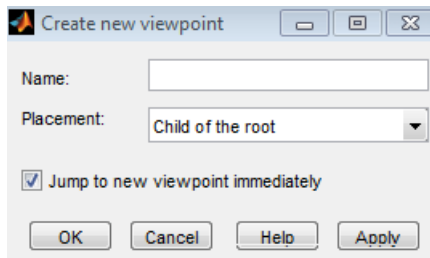 Create new viewpoint
Name:
Placement: Child of the root
Jump to new viewpoint immediately
OK Cancel Help Apply